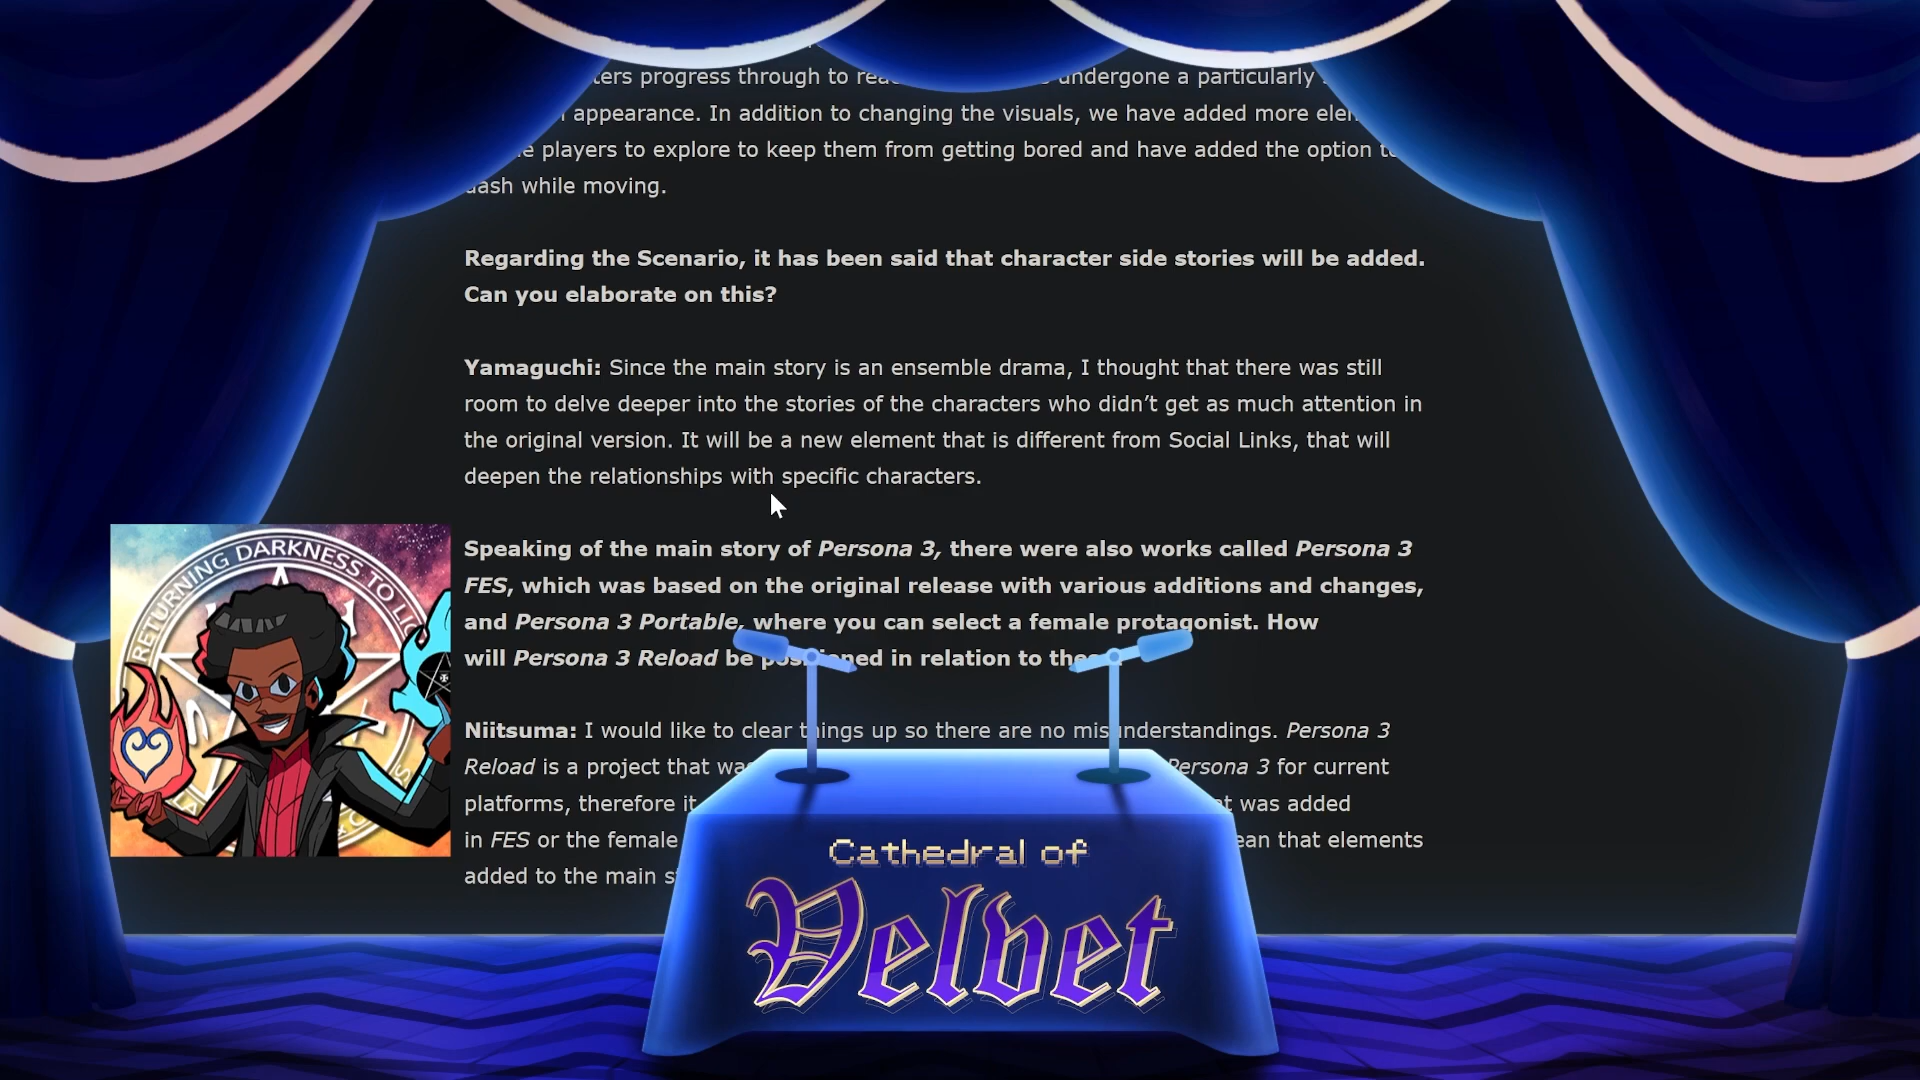 progress through to undergone a particularly
appearance. In addition to changing the visuals, we have added more
players to explore to keep them from getting bored and have added the option
dash while moving.
Regarding the Scenario, it has been said that character side stories will be added.
Can you elaborate on this?
Yamaguchi: Since the main story is an ensemble drama, I thought that there was still
room to delve deeper into the stories of the characters who didn’t get as much attention in
the original version. It will be a new element that is different from Social Links, that will
deepen the relationships with specific characters.
RETURNING DARKNESS TO
Speaking of the main story of Persona 3, there were also works called Persona 3
FES, which was based on the original release with various additions and changes,
and Persona 3 Portable, where you can select a female protagonist. How
will Persona 3 Reload be positioned in relation to
Niitsuma: I would like to clear things up so there are no misunderstandings. Persona 3
Reload is a project that Persona 3 for current
platforms, therefore it was added
in FES or the female that elements
added to the main
Cathedral of
Velvet